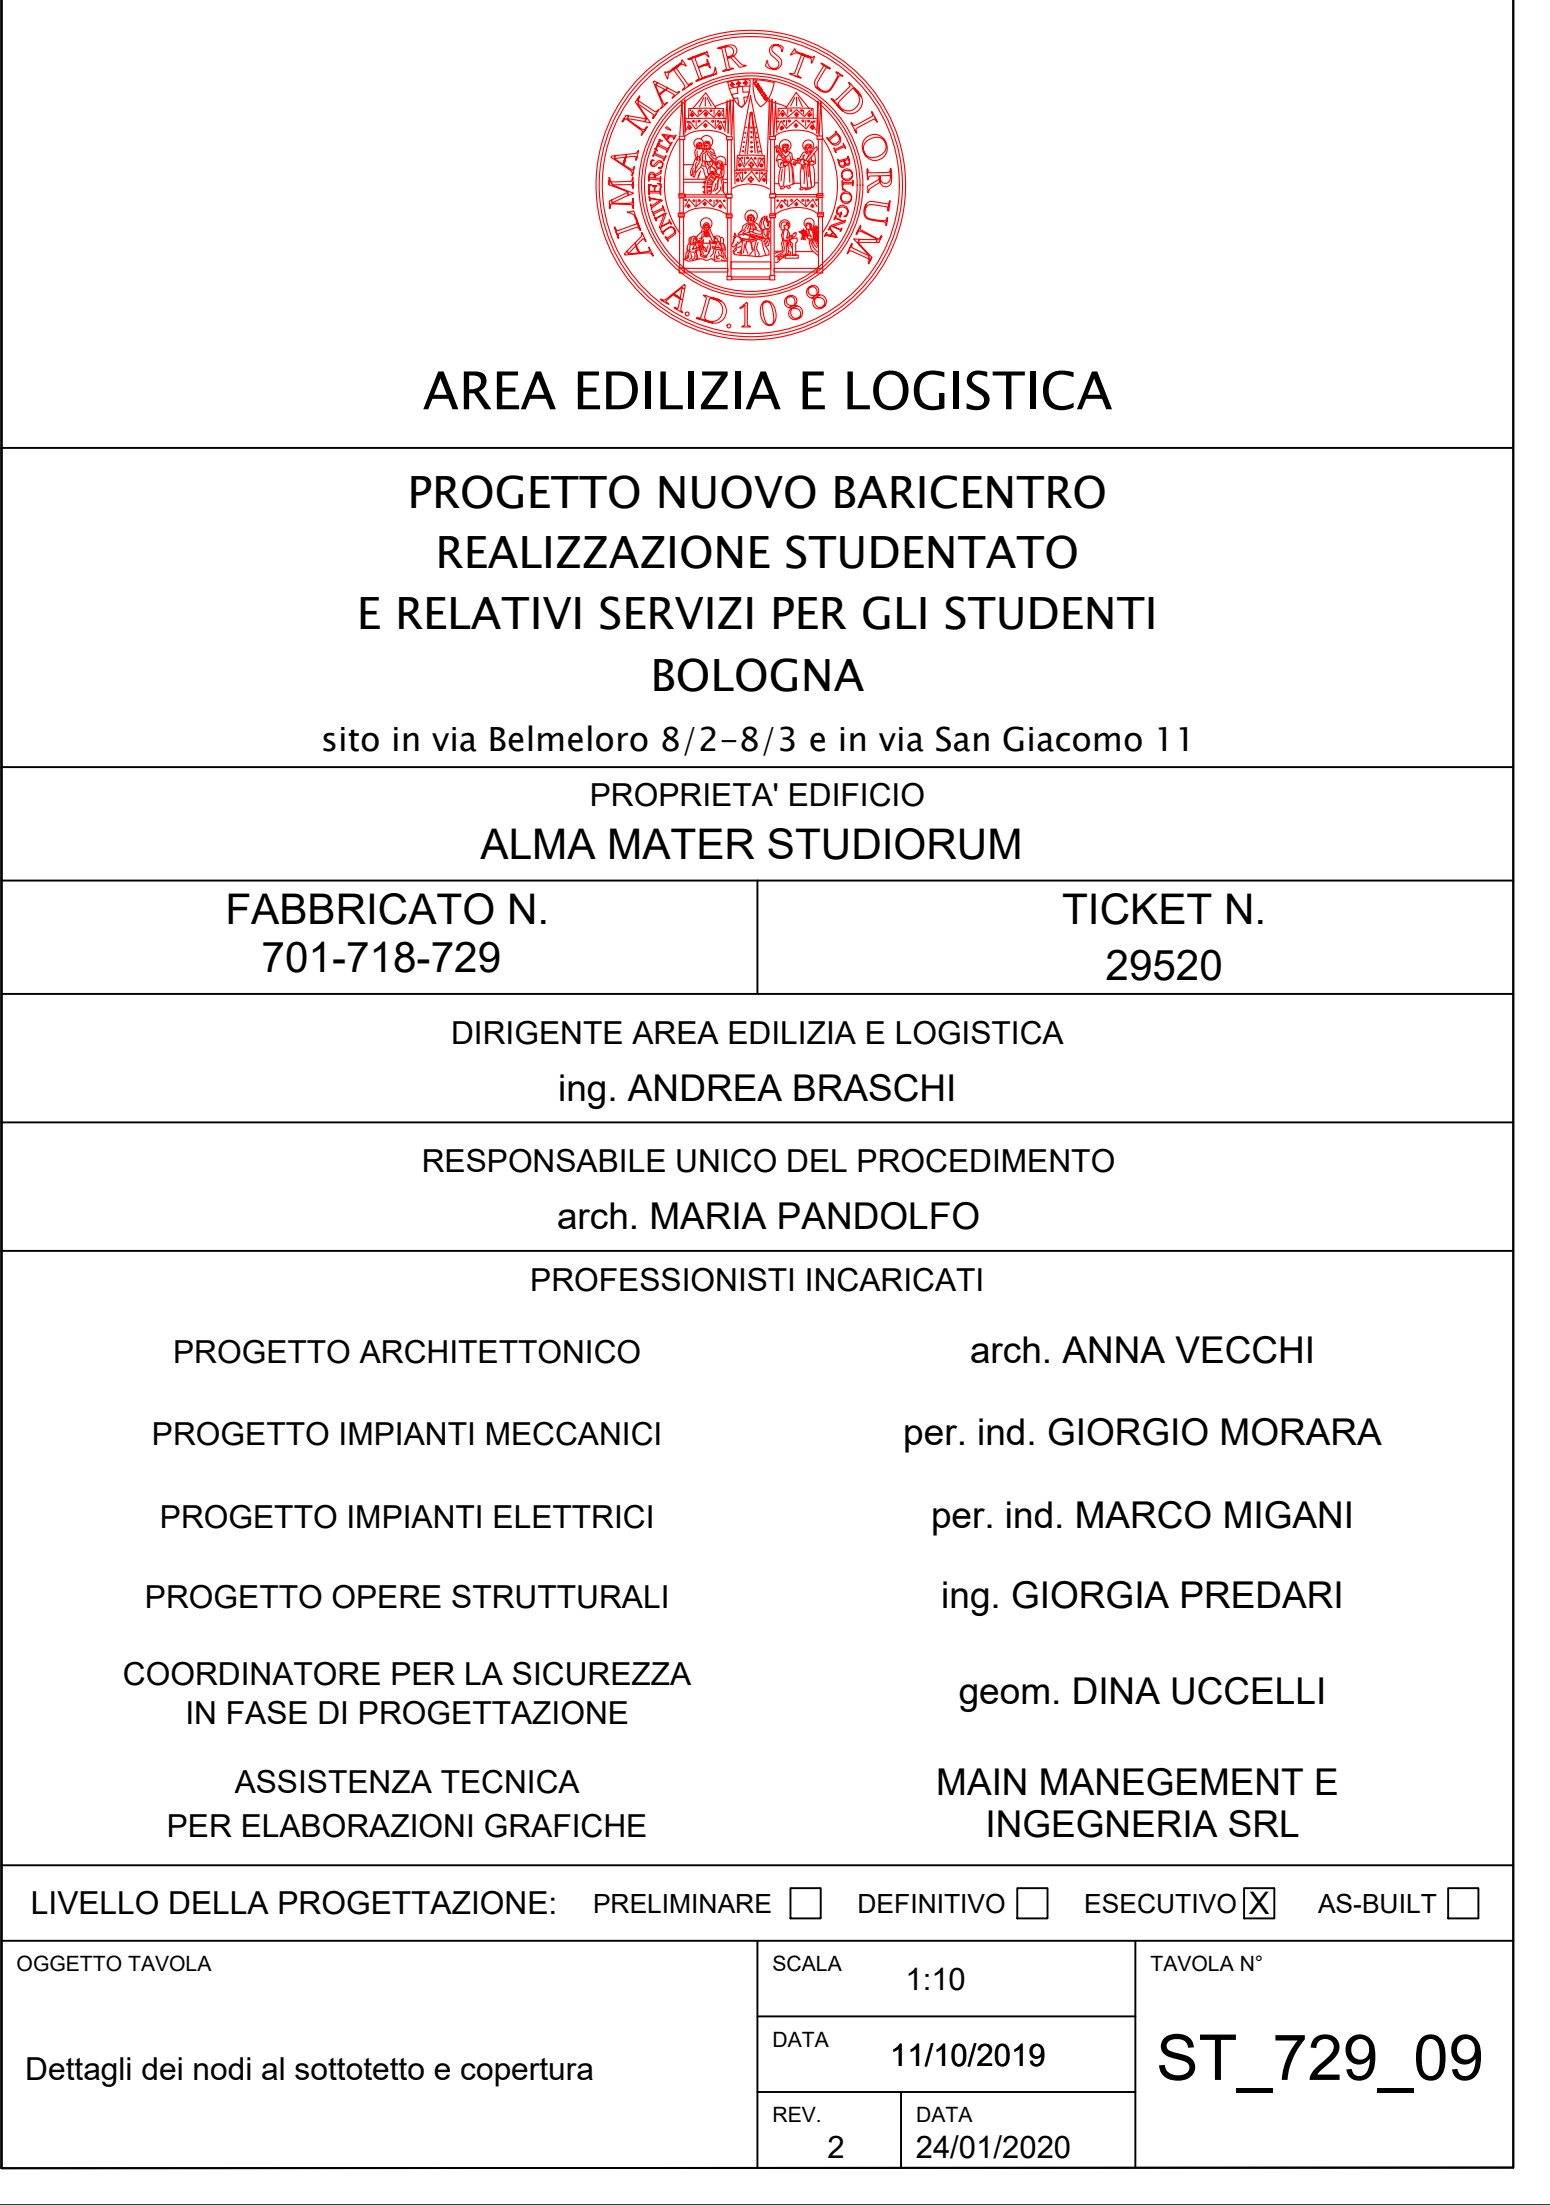 ALMA MATER STUDIORUM
UNIVERSITA' DI BOLOGNA
A.D. 1088
AREA EDILIZIA E LOGISTICA
PROGETTO NUOVO BARICENTRO
REALIZZAZIONE STUDENTATO
E RELATIVI SERVIZI PER GLI STUDENTI
BOLOGNA
sito in via Belmeloro 8/2-8/3 e in via San Giacomo 11
PROPRIETA' EDIFICIO
ALMA MATER STUDIORUM
FABBRICATO N.
701-718-729
TICKET N.
29520
DIRIGENTE AREA EDILIZIA E LOGISTICA
ing. ANDREA BRASCHI
RESPONSABILE UNICO DEL PROCEDIMENTO
arch. MARIA PANDOLFO
PROFESSIONISTI INCARICATI
PROGETTO ARCHITETTONICO arch. ANNA VECCHI
PROGETTO IMPIANTI MECCANICI per. ind. GIORGIO MORARA
PROGETTO IMPIANTI ELETTRICI per. ind. MARCO MIGANI
PROGETTO OPERE STRUTTURALI ing. GIORGIA PREDARI
COORDINATORE PER LA SICUREZZA
IN FASE DI PROGETTAZIONE
geom. DINA UCCELLI
ASSISTENZA TECNICA
PER ELABORAZIONI GRAFICHE
MAIN MANEGEMENT E
INGEGNERIA SRL
LIVELLO DELLA PROGETTAZIONE: PRELIMINARE DEFINITIVO ESECUTIVO X AS-BUILT
OGGETTO TAVOLA
Dettagli dei nodi al sottotetto e copertura
SCALA 1:10
DATA 11/10/2019
REV.
2
DATA
24/01/2020
TAVOLA N°
ST_729_09